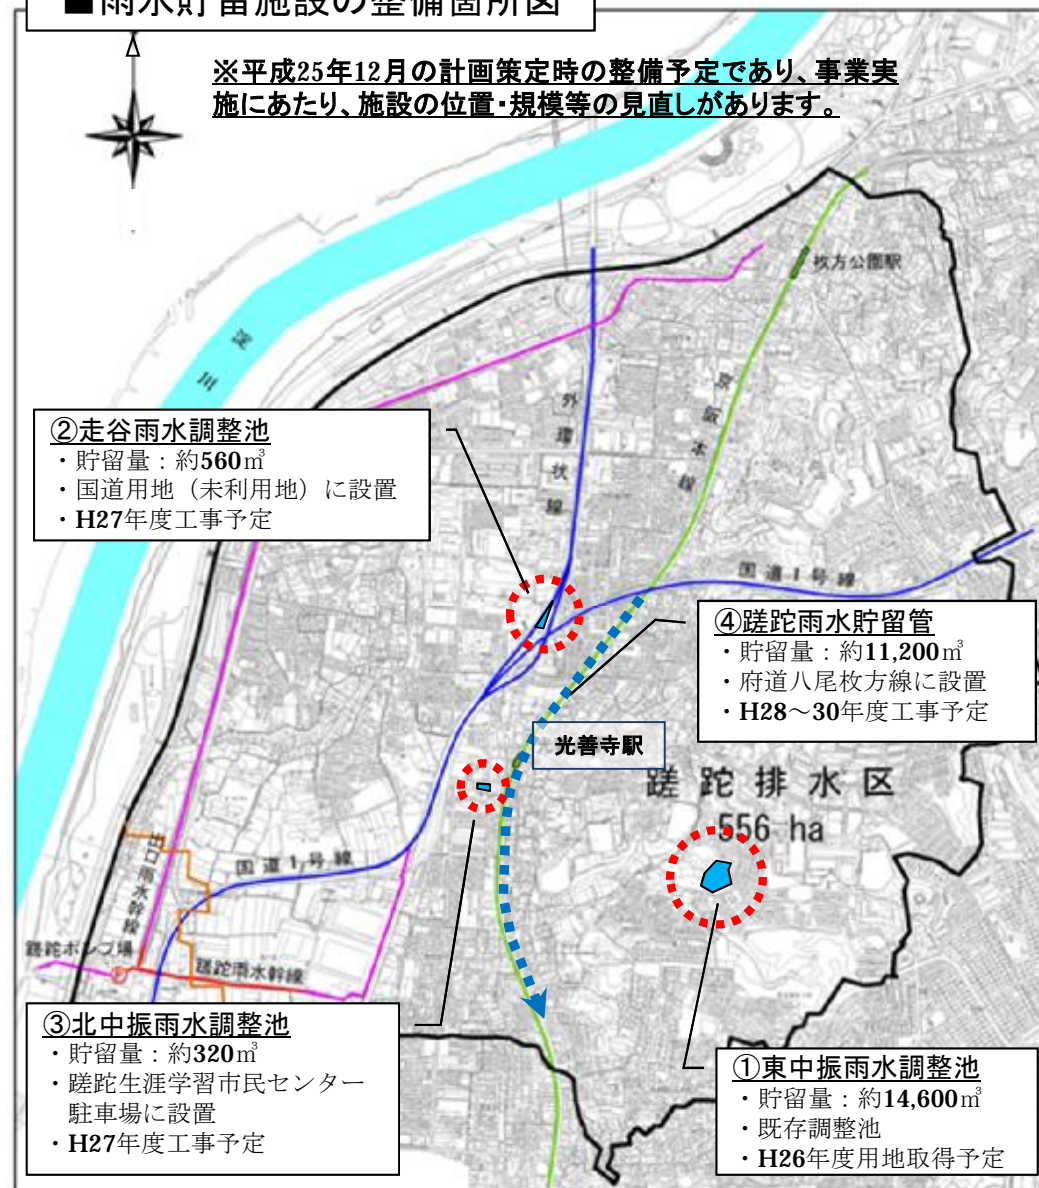 ■雨水貯留施設の整備箇所図
※平成25年12月の計画策定時の整備予定であり、事業実
施にあたり、施設の位置・規模等の見直しがあります。
枚方公園駅
淀川
外環状線
京阪本線
②走谷雨水調整池
・貯留量：約560㎥
・国道用地（未利用地）に設置
・H27年度工事予定
国道1号線
④蹉跎雨水貯留管
・貯留量：約11,200㎥
・府道八尾枚方線に設置
・H28～30年度工事予定
光善寺駅
蹉跎排水区
556 ha
国道1号線
出口雨水幹線
蹉跎ポンプ場
蹉跎雨水幹線
③北中振雨水調整池
・貯留量：約320㎥
・蹉跎生涯学習市民センター
駐車場に設置
・H27年度工事予定
①東中振雨水調整池
・貯留量：約14,600㎥
・既存調整池
・H26年度用地取得予定